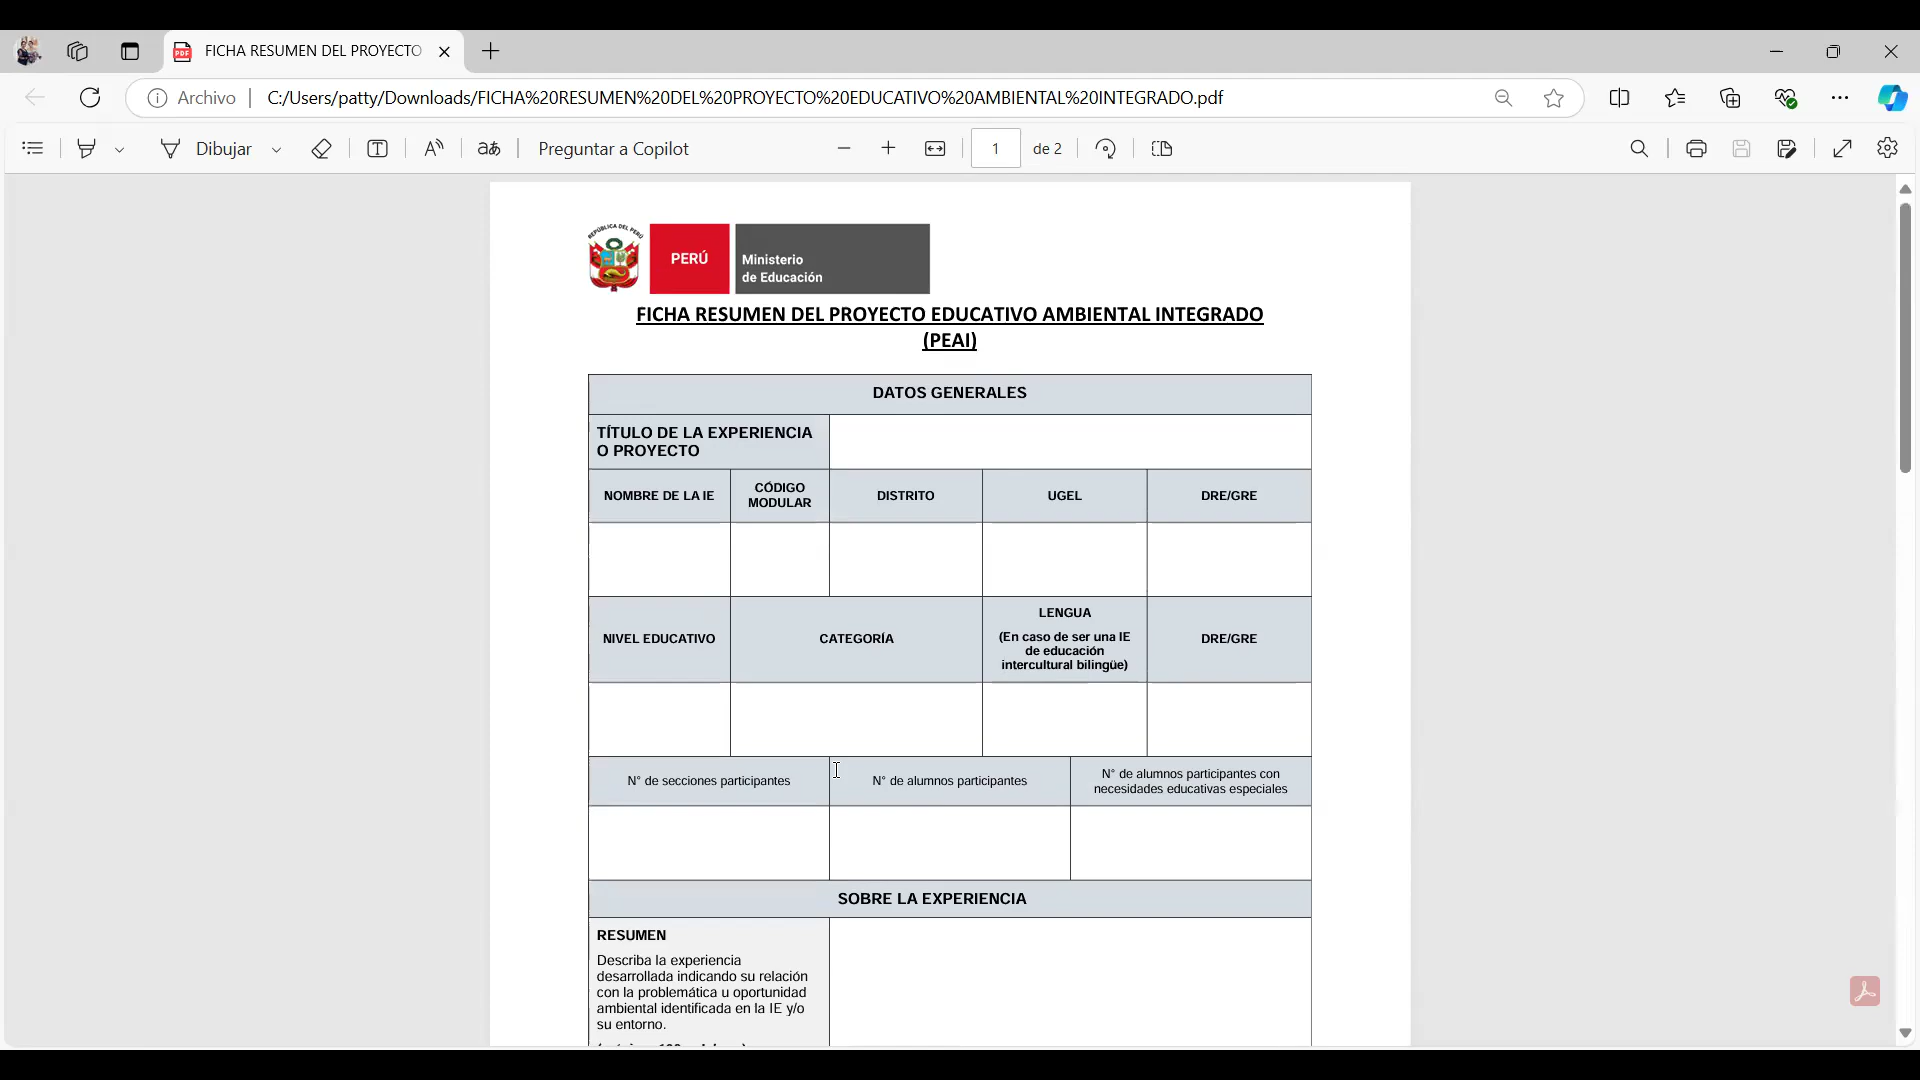 FICHA RESUMEN DEL PROYECTO
Archivo
C:/Users/patty/Downloads/FICHA%20RESUMEN%20DEL%20PROYECTO%20EDUCATIVO%20AMBIENTAL%20INTEGRADO.pdf
Dibujar
aあ
Preguntar a Copilot
1 de 2
REPÚBLICA DEL PERÚ
PERÚ
Ministerio
de Educación
FICHA RESUMEN DEL PROYECTO EDUCATIVO AMBIENTAL INTEGRADO
(PEAI)
DATOS GENERALES
TÍTULO DE LA EXPERIENCIA
O PROYECTO
NOMBRE DE LA IE
CÓDIGO
MODULAR
DISTRITO
UGEL
DRE/GRE
NIVEL EDUCATIVO
CATEGORÍA
LENGUA
(En caso de ser una IE
de educación
intercultural bilingüe)
DRE/GRE
N° de secciones participantes
N° de alumnos participantes
N° de alumnos participantes con
necesidades educativas especiales
SOBRE LA EXPERIENCIA
RESUMEN
Describa la experiencia
desarrollada indicando su relación
con la problemática u oportunidad
ambiental identificada en la IE y/o
su entorno.